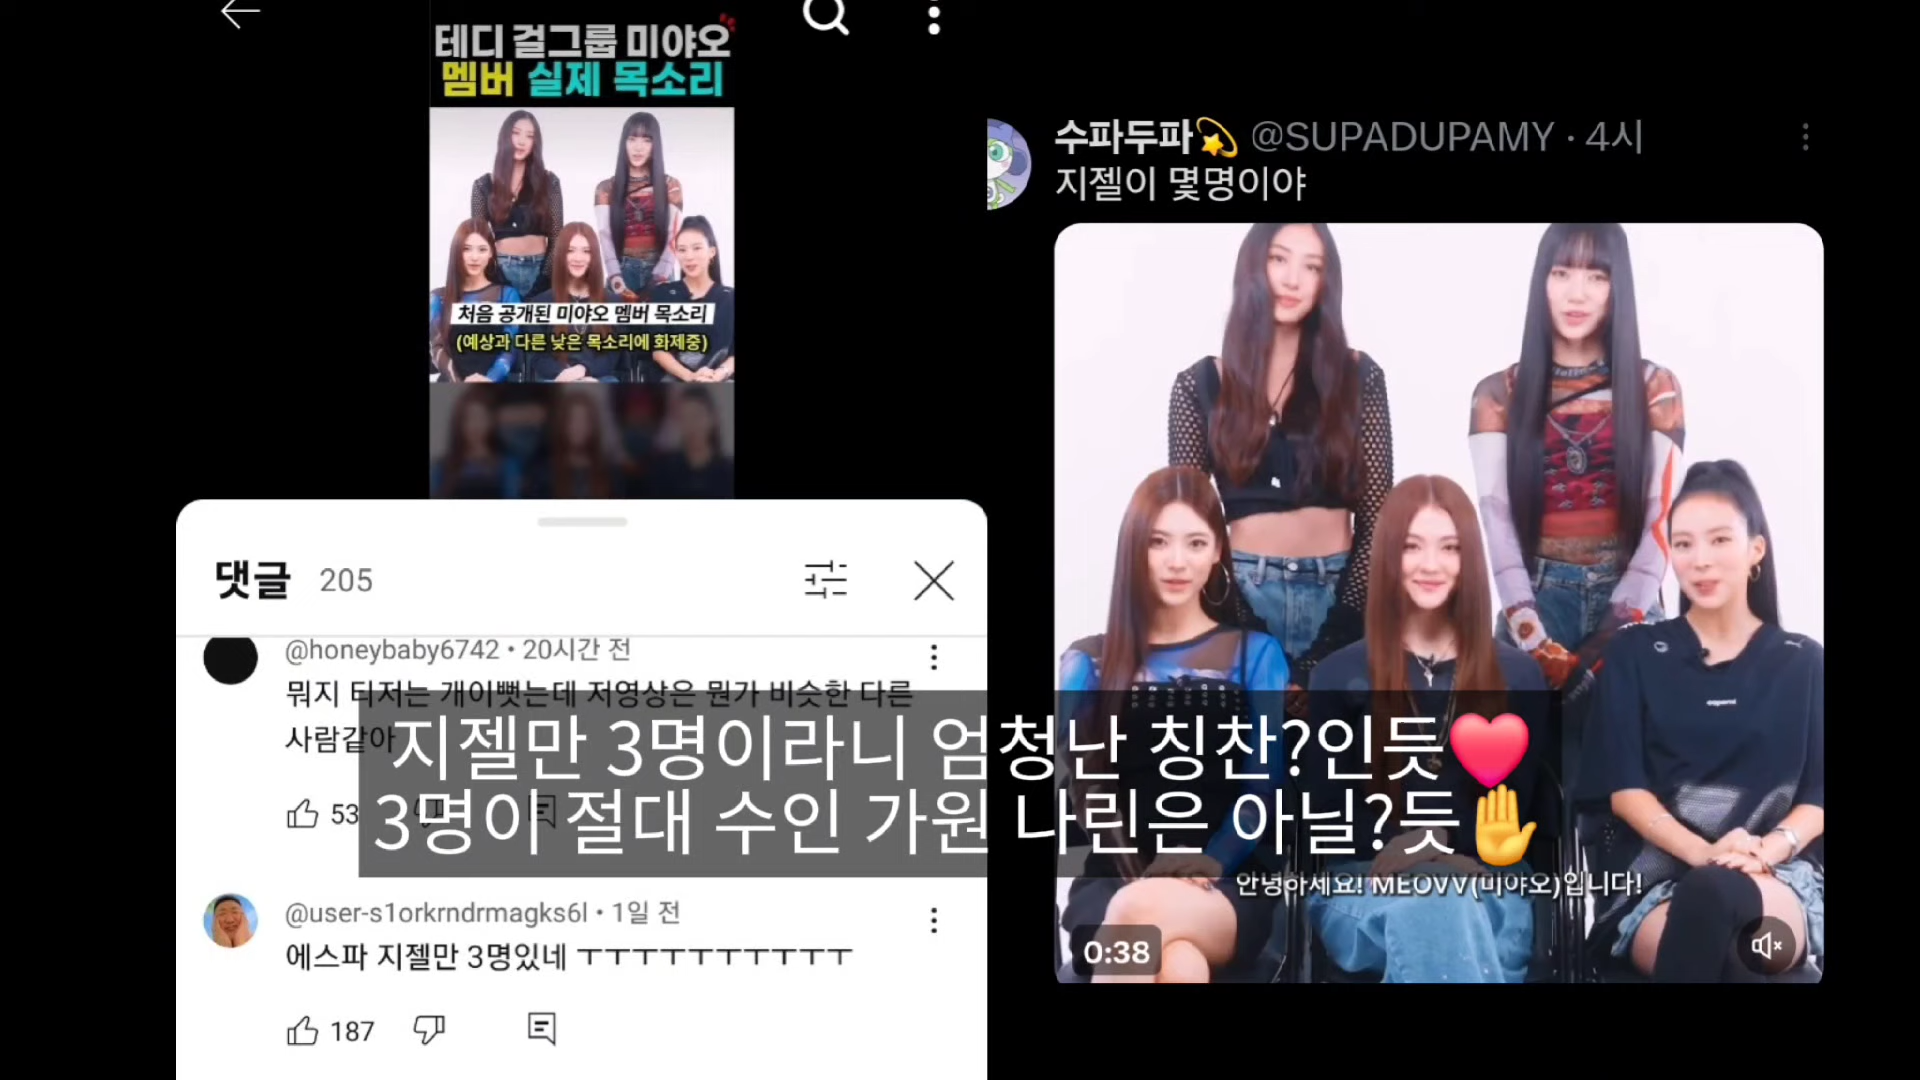 테디 걸그룹 미야오
멤버 실제 목소리
처음 공개된 미야오 멤버 목소리
(예상과 다른 낮은 목소리에 화제중)
댓글 205
@honeybaby6742 • 20시간 전
뭐지 티저는 개이뻤는데 저영상은 뭔가 비슷한 다른
사람같아
53
@user-s1orkrndrmagks6l • 1일 전
에스파 지젤만 3명있네 ㅜㅜㅜㅜㅜㅜㅜㅜㅜㅜ
187
수파두파💫 @SUPADUPAMY · 4시
지젤이 몇명이야
안녕하세요! MEOVV(미야오)입니다!
0:38
지젤만 3명이라니 엄청난 칭찬?인듯❤️
3명이 절대 수인 가원 나린은 아닐?듯✋